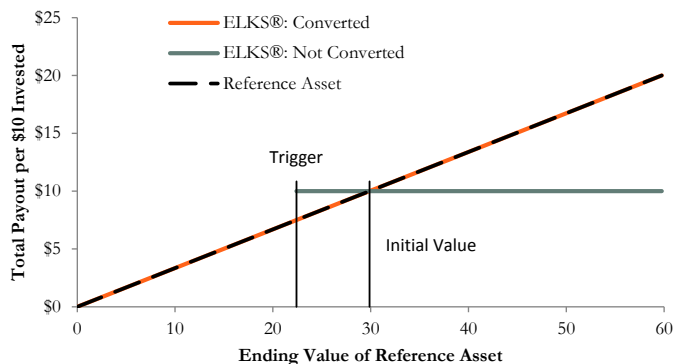 $25
$20
$15
$10
$5
$0
Total Payout per $10 Invested
ELKS®: Converted
ELKS®: Not Converted
Reference Asset
Trigger
Initial Value
0 10 20 30 40 50 60
Ending Value of Reference Asset